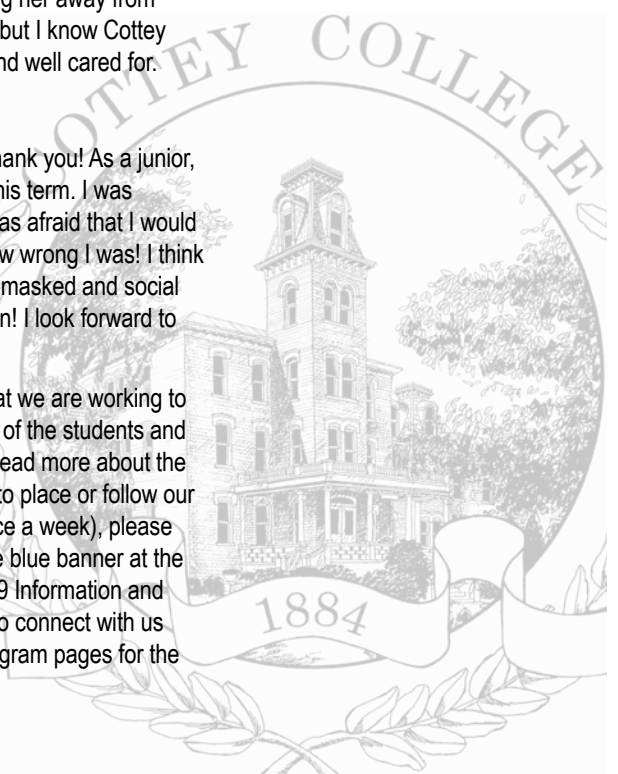 g her away from
but I know Cottey
nd well cared for.
COTTEY COLLEGE
ank you! As a junior,
his term. I was
as afraid that I would
w wrong I was! I think
masked and social
n! I look forward to
at we are working to
of the students and
ead more about the
to place or follow our
ce a week), please
e blue banner at the
9 Information and
o connect with us
gram pages for the
1884